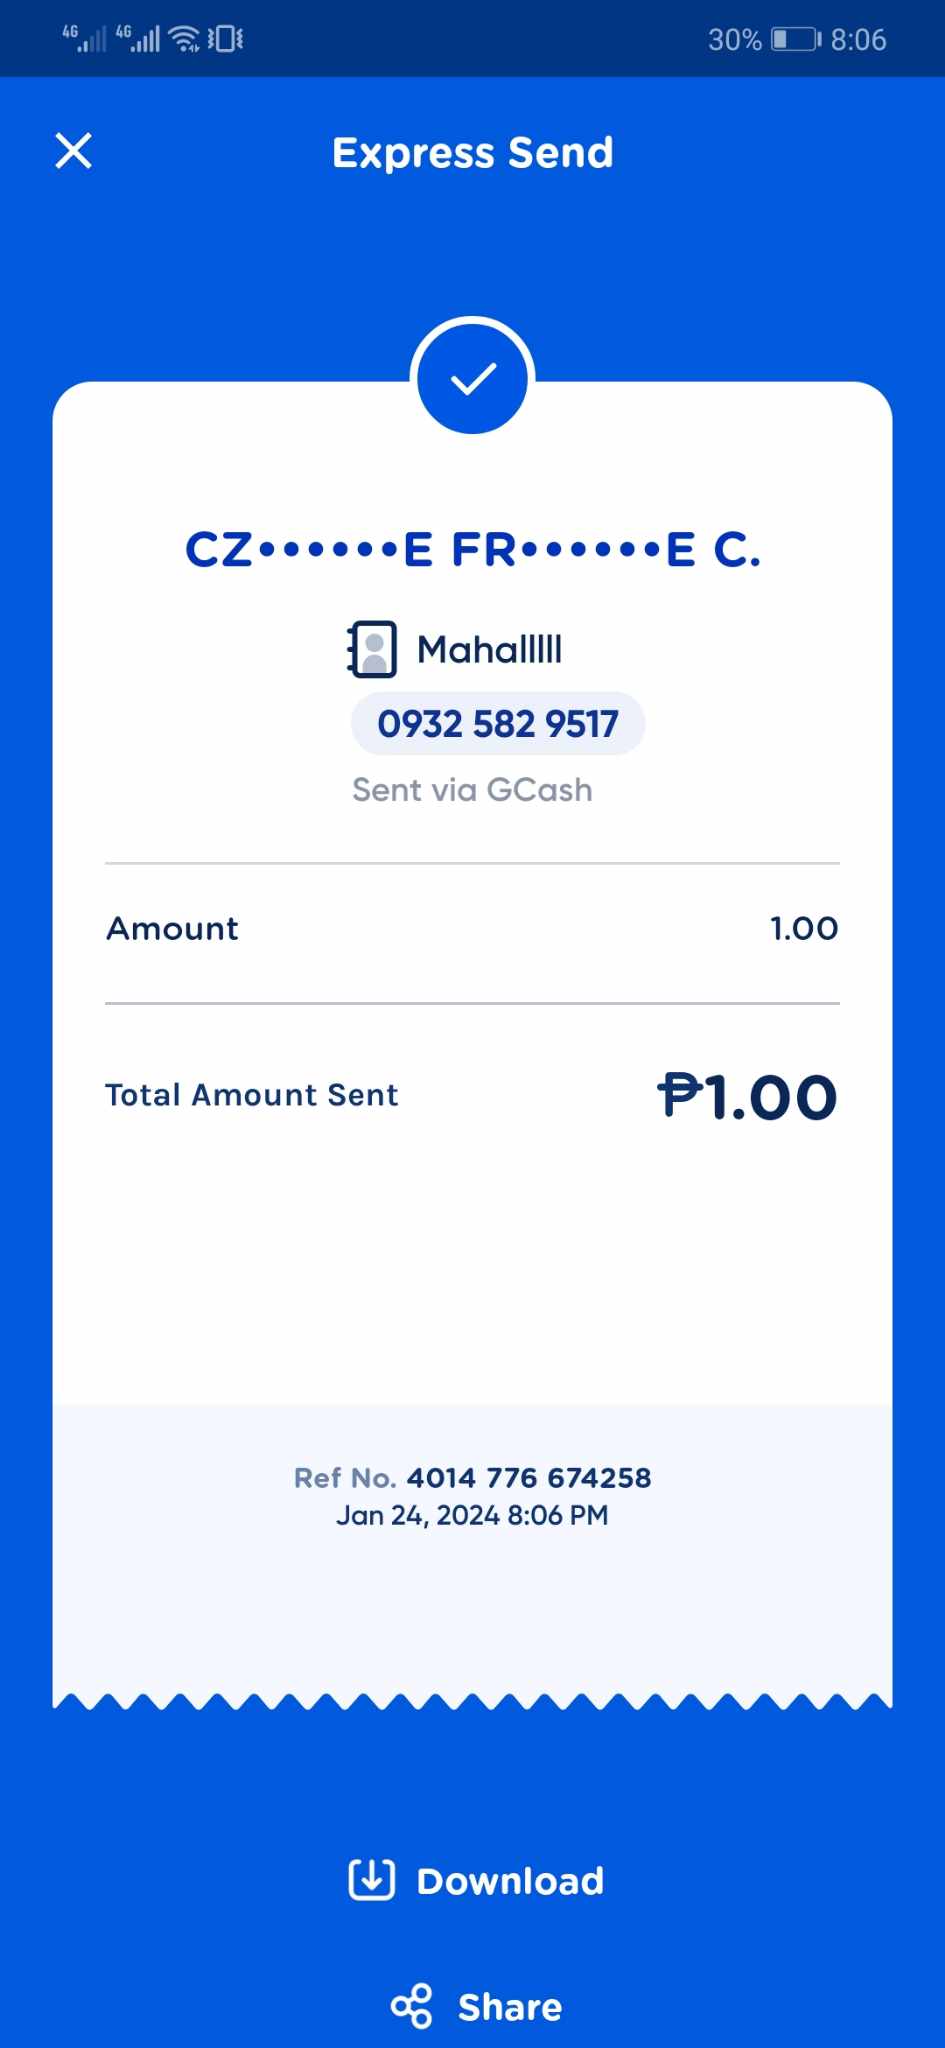 4G 4G 30% 8:06
Express Send
CZ••••••E FR••••••E C.
Mahalllll
0932 582 9517
Sent via GCash
Amount 1.00
Total Amount Sent ₱1.00
Ref No. 4014 776 674258
Jan 24, 2024 8:06 PM
Download
Share